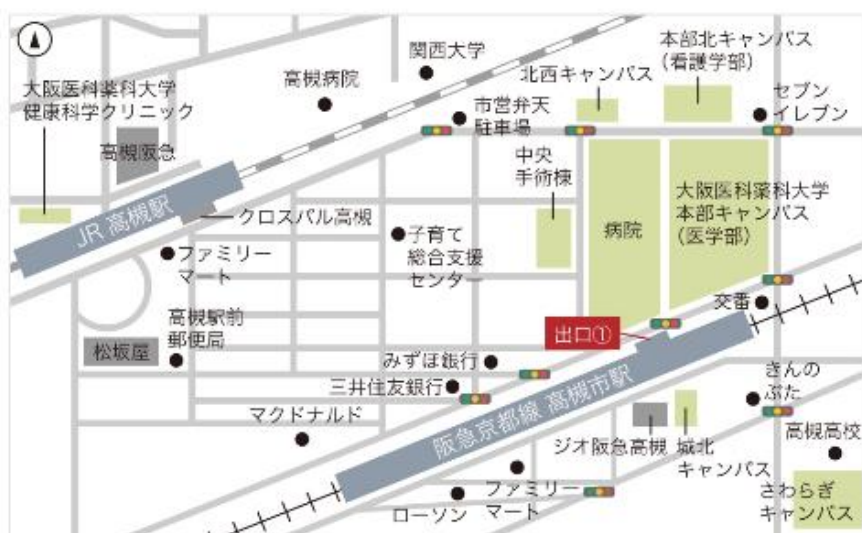 関西大学
本部北キャンパス
(看護学部)
北西キャンパス
セブン
イレブン
高槻病院
大阪医科薬科大学
健康科学クリニック
市営弁天
駐車場
高槻阪急
中央
手術棟
大阪医科薬科大学
本部キャンパス
(医学部)
病院
JR 高槻駅
クロスパル高槻
子育て
総合支援
センター
ファミリー
マート
交番
高槻駅前
郵便局
出口①
松坂屋
みずほ銀行
三井住友銀行
きんの
ぶた
マクドナルド
阪急京都線 高槻市駅
高槻高校
ジオ阪急高槻
城北
キャンパス
さわらぎ
キャンパス
ファミリー
マート
ローソン